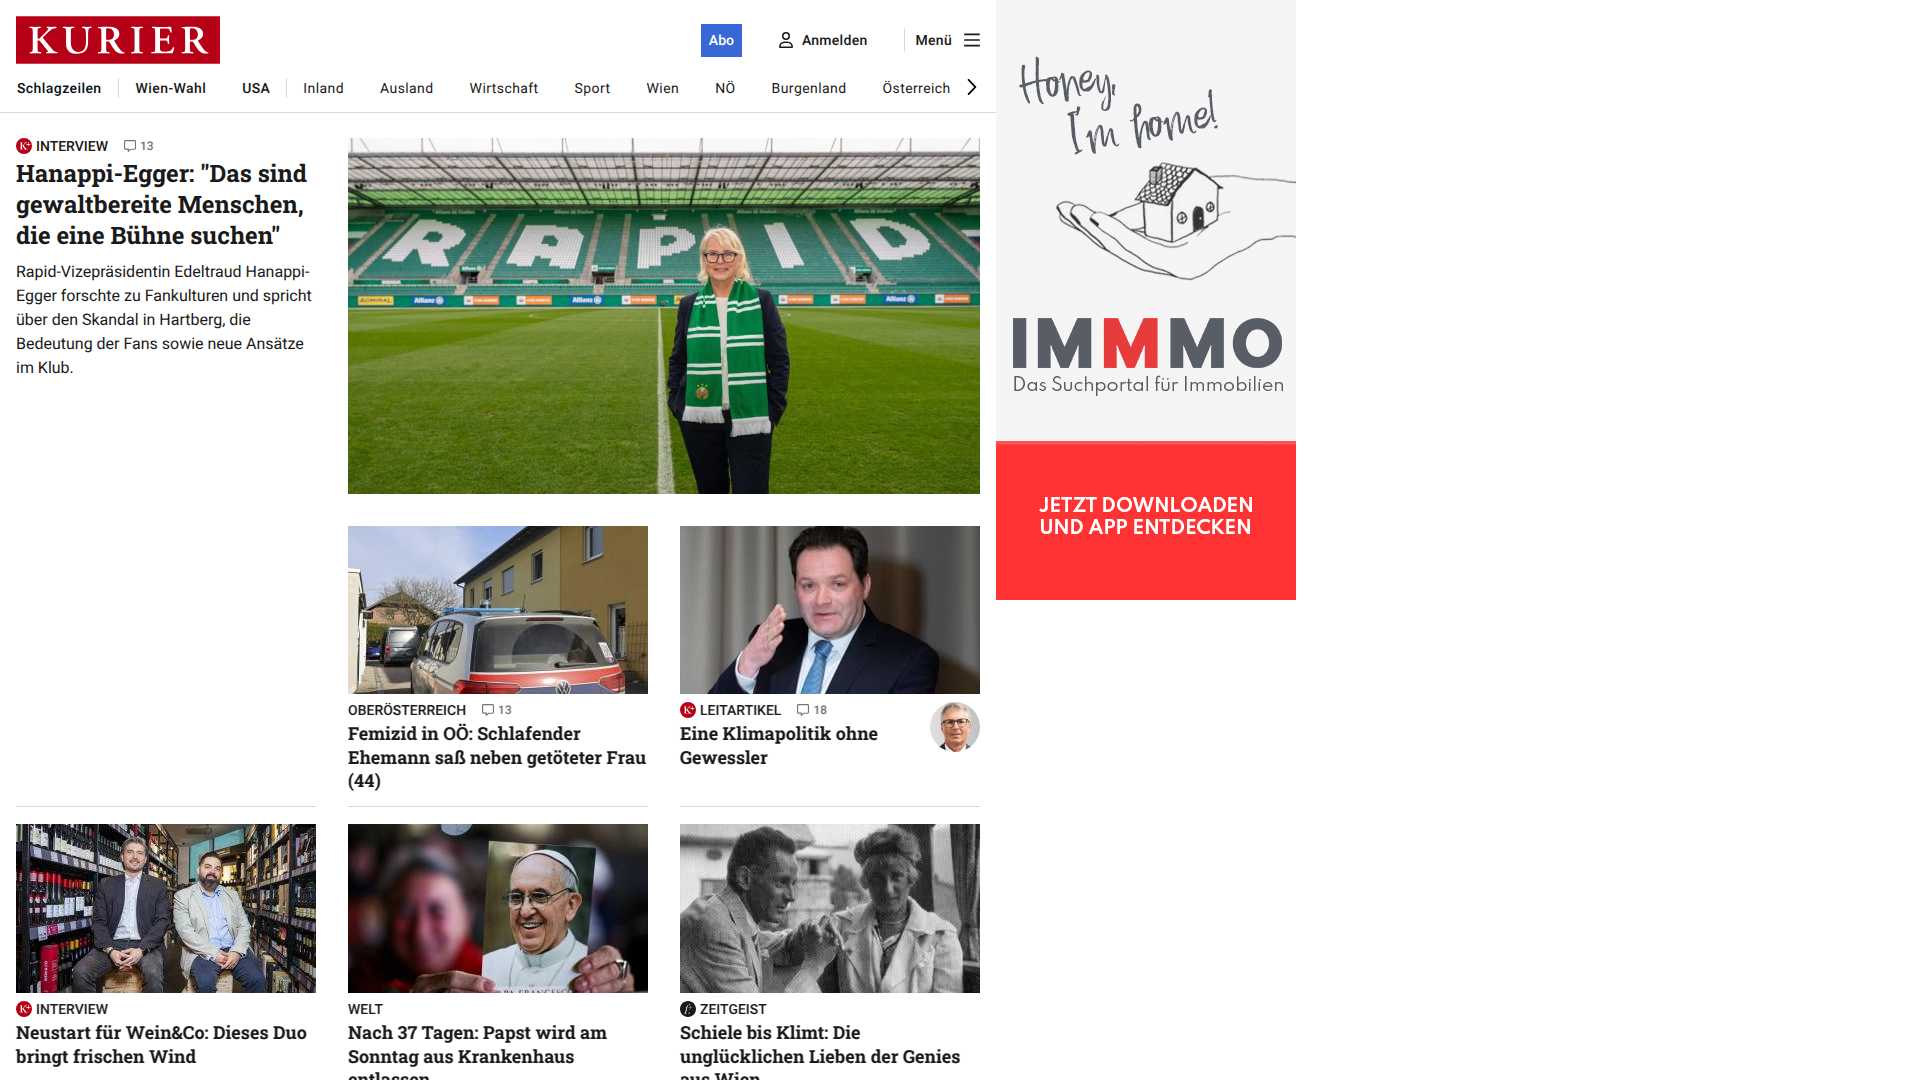 KURIER
Abo
Anmelden
Menü
Schlagzeilen
Wien-Wahl
USA
Inland
Ausland
Wirtschaft
Sport
Wien
NÖ
Burgenland
Österreich
INTERVIEW 13
Hanappi-Egger: "Das sind
gewaltbereite Menschen,
die eine Bühne suchen"
Rapid-Vizepräsidentin Edeltraud Hanappi-
Egger forschte zu Fankulturen und spricht
über den Skandal in Hartberg, die
Bedeutung der Fans sowie neue Ansätze
im Klub.
RAPID
OBERÖSTERREICH 13
Femizid in OÖ: Schlafender
Ehemann saß neben getöteter Frau
(44)
LEITARTIKEL 18
Eine Klimapolitik ohne
Gewessler
INTERVIEW
Neustart für Wein&Co: Dieses Duo
bringt frischen Wind
WELT
Nach 37 Tagen: Papst wird am
Sonntag aus Krankenhaus
entlassen
ZEITGEIST
Schiele bis Klimt: Die
unglücklichen Lieben der Genies
aus Wien
Honey,
I'm home!
IMMMO
Das Suchportal für Immobilien
JETZT DOWNLOADEN
UND APP ENTDECKEN